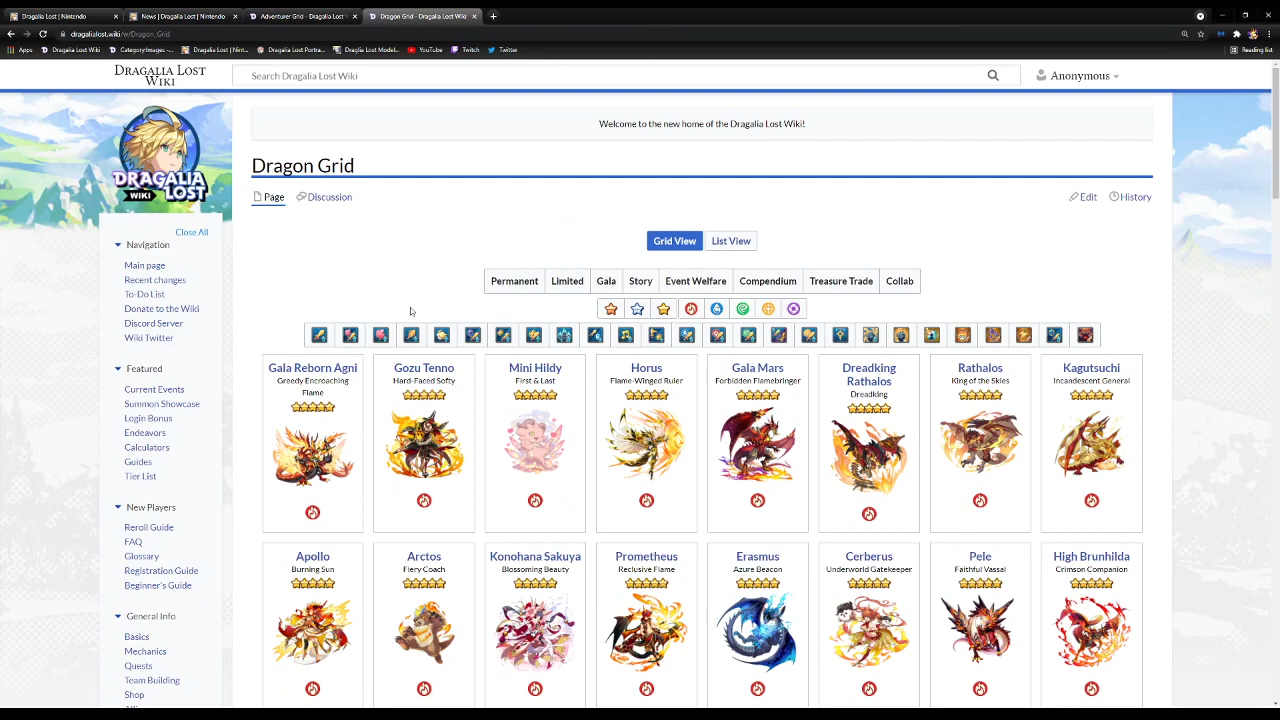 Dragalia Lost | Nintendo
News | Dragalia Lost | Nintendo
Adventurer Grid - Dragalia Lost W
Dragon Grid - Dragalia Lost Wiki
dragalialost.wiki/w/Dragon_Grid
Apps
Dragalia Lost Wiki
Category:Images -...
Dragalia Lost | Nint...
Dragalia Lost Portra...
Dragalia Lost Model...
YouTube
Twitch
Twitter
Reading list
DRAGALIA LOST
WIKI
Search Dragalia Lost Wiki
Anonymous
Welcome to the new home of the Dragalia Lost Wiki!
DRAGALIA
WIKI LOST
Dragon Grid
Page
Discussion
Edit
History
Close All
Navigation
Main page
Recent changes
To-Do List
Donate to the Wiki
Discord Server
Wiki Twitter
Featured
Current Events
Summon Showcase
Login Bonus
Endeavors
Calculators
Guides
Tier List
New Players
Reroll Guide
FAQ
Glossary
Registration Guide
Beginner's Guide
General Info
Basics
Mechanics
Quests
Team Building
Shop
Grid View
List View
Permanent
Limited
Gala
Story
Event Welfare
Compendium
Treasure Trade
Collab
Gala Reborn Agni
Greedy Encroaching
Flame
Gozu Tenno
Hard-Faced Softy
Mini Hildy
First & Last
Horus
Flame-Winged Ruler
Gala Mars
Forbidden Flamebringer
Dreadking
Rathalos
Dreadking
Rathalos
King of the Skies
Kagutsuchi
Incandescent General
Apollo
Burning Sun
Arctos
Fiery Coach
Konohana Sakuya
Blossoming Beauty
Prometheus
Reclusive Flame
Erasmus
Azure Beacon
Cerberus
Underworld Gatekeeper
Pele
Faithful Vassal
High Brunhilda
Crimson Companion